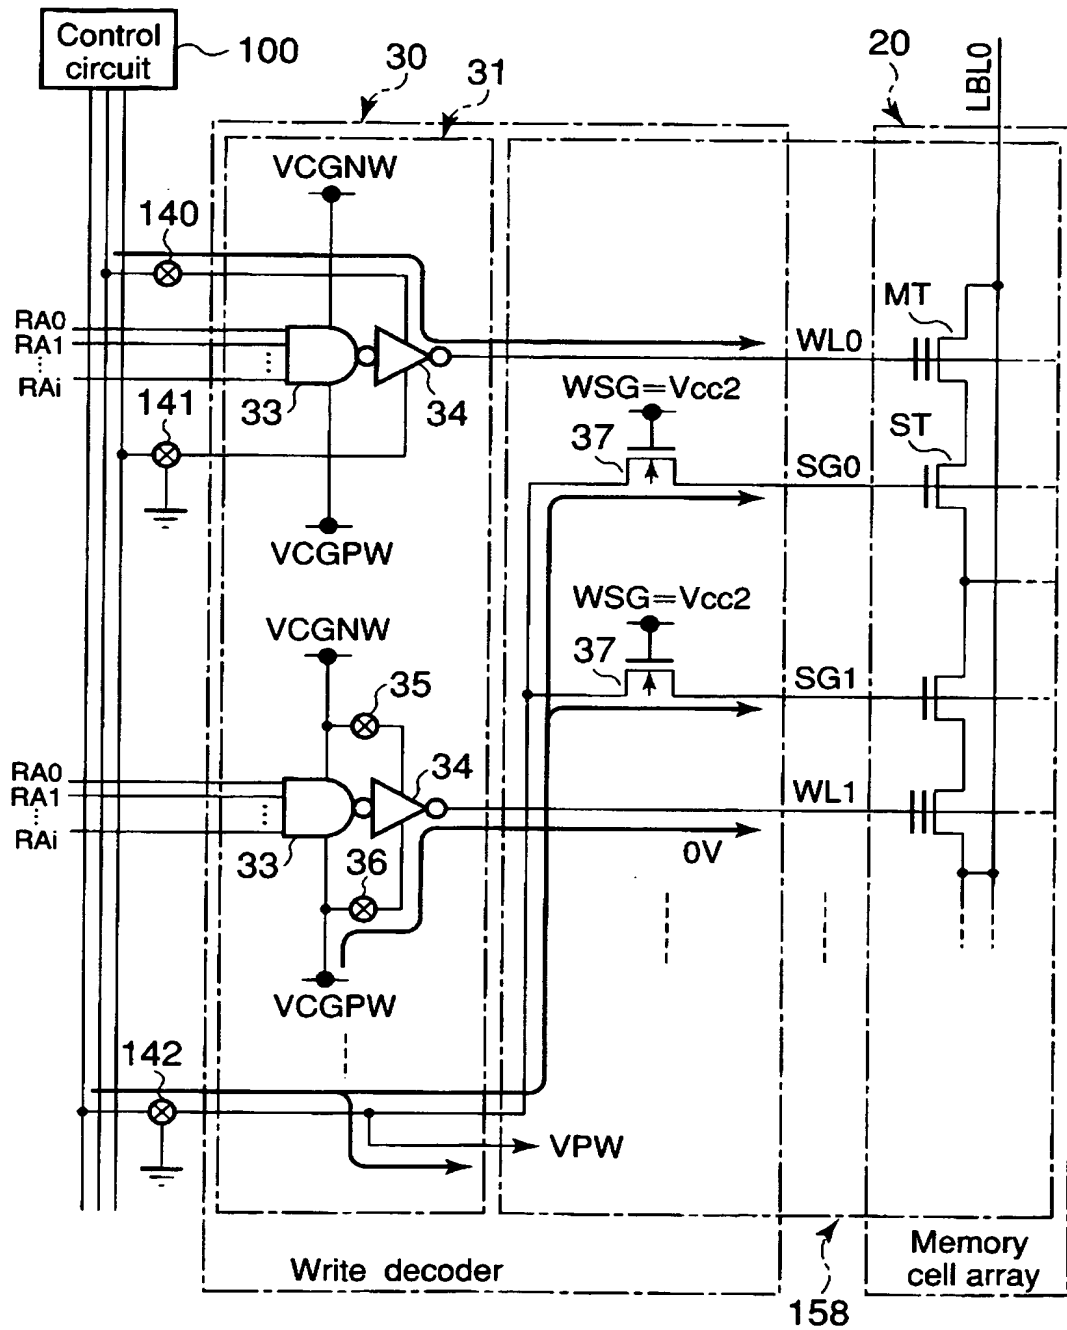 Control
circuit
100
30
31
20
LBL0
VCGNW
140
MT
RA0
RA1
...
RAi
WL0
33
34
141
WSG=Vcc2
37
ST
SG0
VCGPW
WSG=Vcc2
VCGNW
37
SG1
35
RA0
RA1
...
RAi
34
WL1
33
36
0V
VCGPW
142
VPW
Write decoder
Memory
cell array
158